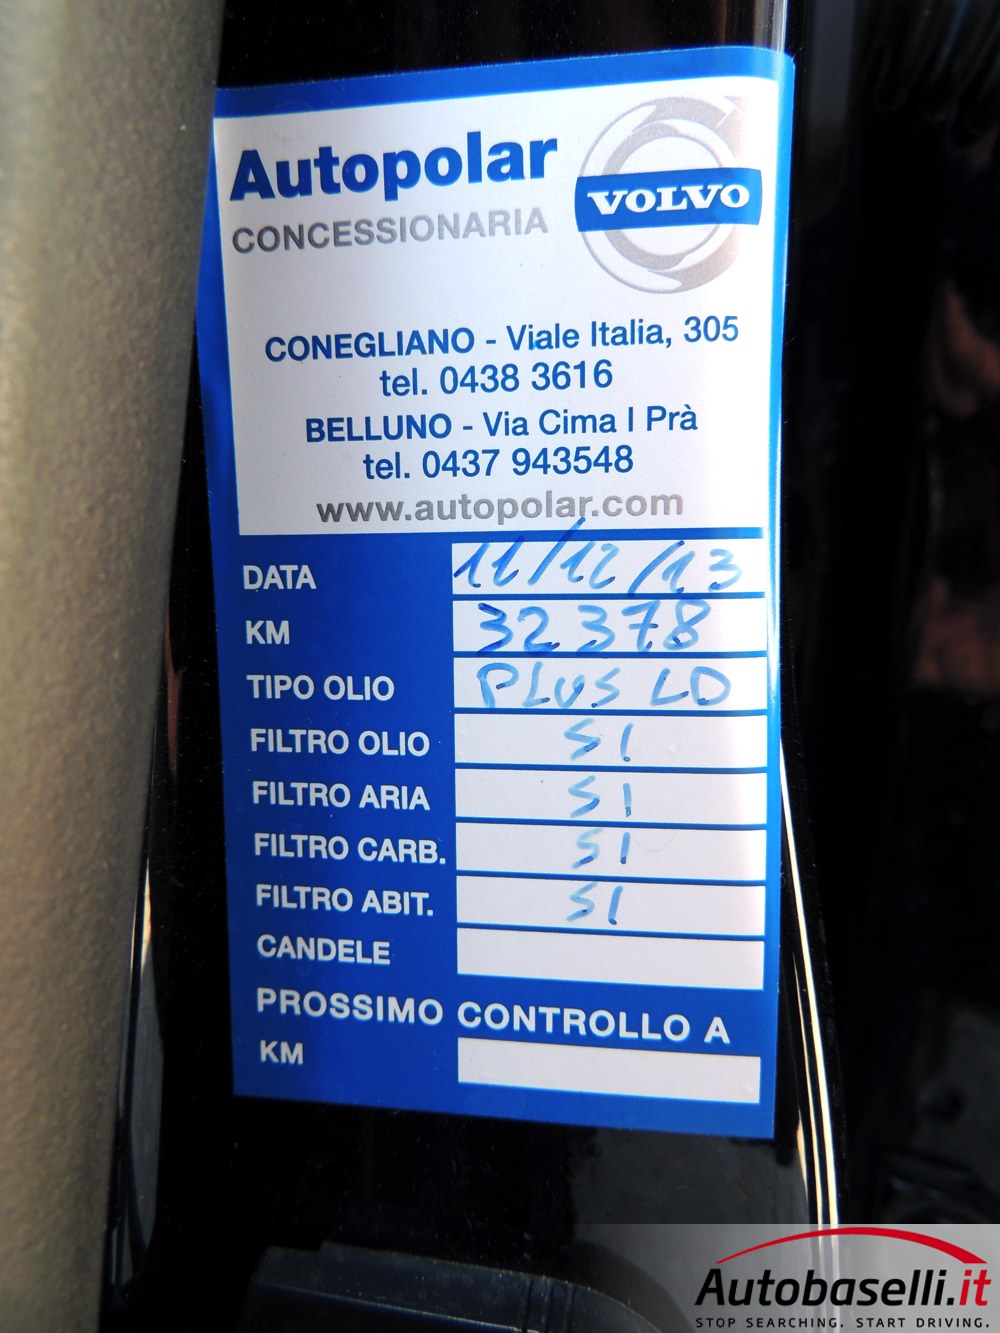 Autopolar
CONCESSIONARIA
VOLVO
CONEGLIANO - Viale Italia, 305
tel. 0438 3616
BELLUNO - Via Cima I Prà
tel. 0437 943548
www.autopolar.com
DATA 11/12/13
KM 32378
TIPO OLIO PLUS LD
FILTRO OLIO SI
FILTRO ARIA SI
FILTRO CARB. SI
FILTRO ABIT. SI
CANDELE
PROSSIMO CONTROLLO A
KM
Autobaselli.it
STOP SEARCHING. START DRIVING.